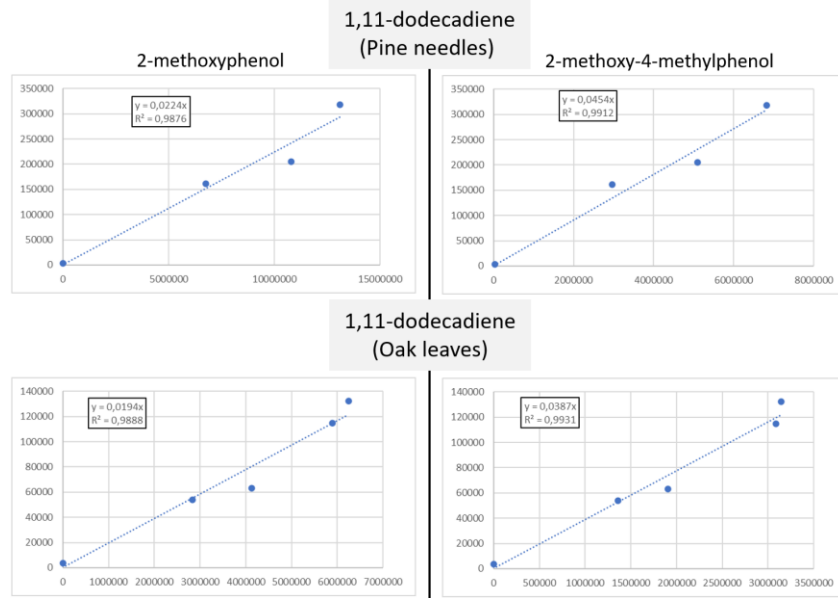 1,11-dodecadiene
(Pine needles)
2-methoxyphenol
2-methoxy-4-methylphenol
350000
300000
250000
200000
150000
100000
50000
0
y = 0,0224x
R² = 0,9876
0 5000000 10000000 15000000
350000
300000
250000
200000
150000
100000
50000
0
y = 0,0454x
R² = 0,9912
0 2000000 4000000 6000000 8000000
1,11-dodecadiene
(Oak leaves)
140000
120000
100000
80000
60000
40000
20000
0
y = 0,0194x
R² = 0,9888
0 1000000 2000000 3000000 4000000 5000000 6000000 7000000
140000
120000
100000
80000
60000
40000
20000
0
y = 0,0387x
R² = 0,9931
0 500000 1000000 1500000 2000000 2500000 3000000 3500000